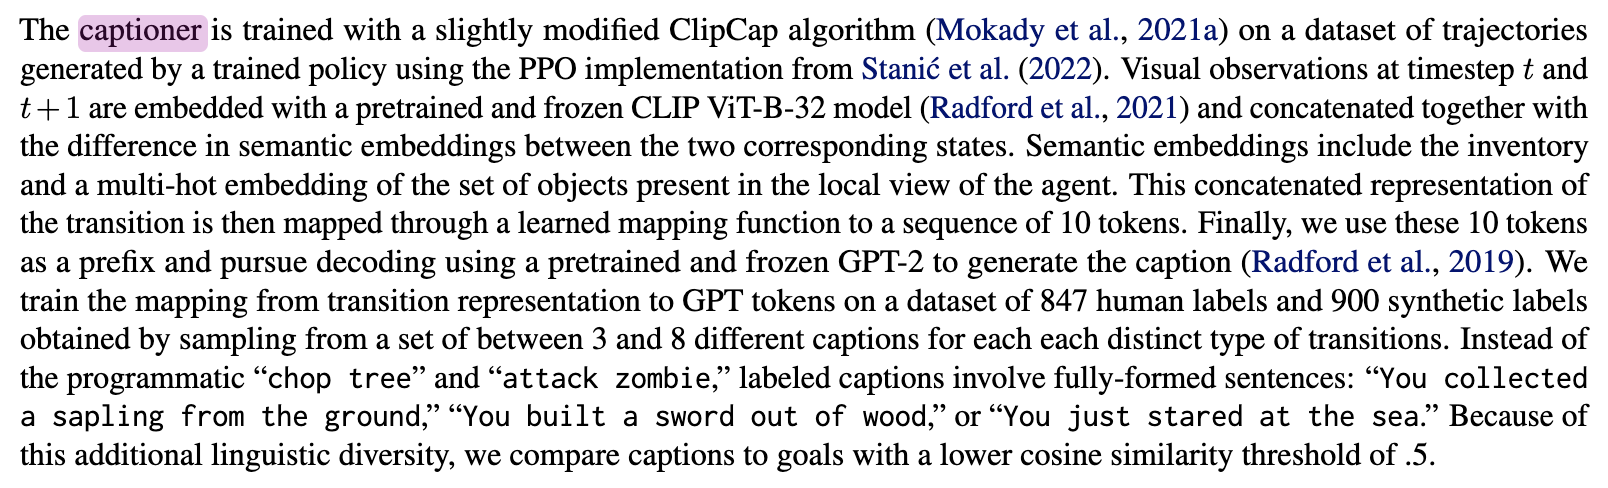 The captioner is trained with a slightly modified ClipCap algorithm (Mokady et al., 2021a) on a dataset of trajectories
generated by a trained policy using the PPO implementation from Stanić et al. (2022). Visual observations at timestep t and
t + 1 are embedded with a pretrained and frozen CLIP ViT-B-32 model (Radford et al., 2021) and concatenated together with
the difference in semantic embeddings between the two corresponding states. Semantic embeddings include the inventory
and a multi-hot embedding of the set of objects present in the local view of the agent. This concatenated representation of
the transition is then mapped through a learned mapping function to a sequence of 10 tokens. Finally, we use these 10 tokens
as a prefix and pursue decoding using a pretrained and frozen GPT-2 to generate the caption (Radford et al., 2019). We
train the mapping from transition representation to GPT tokens on a dataset of 847 human labels and 900 synthetic labels
obtained by sampling from a set of between 3 and 8 different captions for each each distinct type of transitions. Instead of
the programmatic “chop tree” and “attack zombie,” labeled captions involve fully-formed sentences: “You collected
a sapling from the ground,” “You built a sword out of wood,” or “You just stared at the sea.” Because of
this additional linguistic diversity, we compare captions to goals with a lower cosine similarity threshold of .5.